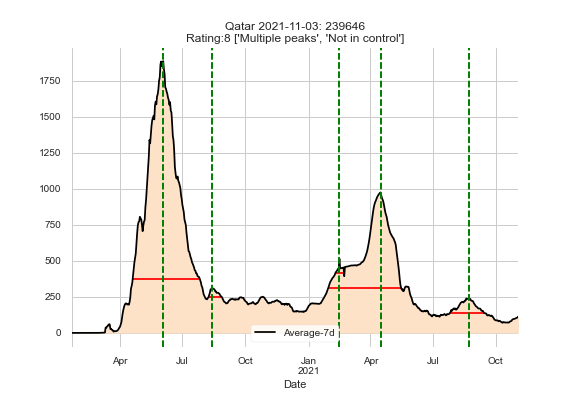 Qatar 2021-11-03: 239646
Rating:8 ['Multiple peaks', 'Not in control']
1750
1500
1250
1000
750
500
250
0
Average-7d
Apr Jul Oct Jan Apr Jul Oct
2021
Date